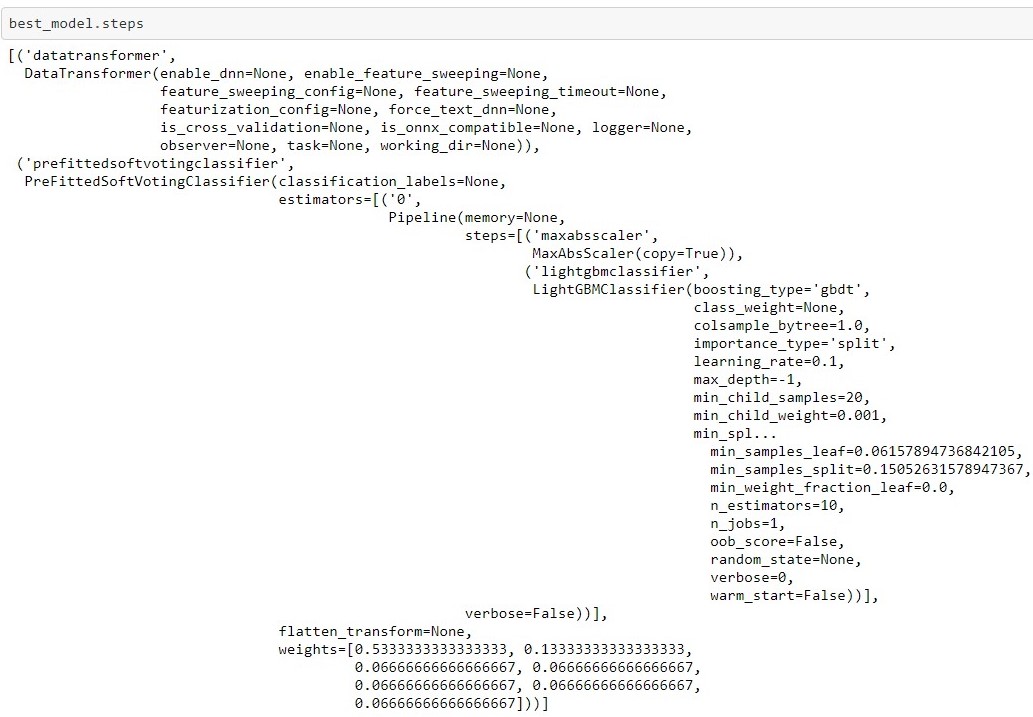 best_model.steps
[('datatransformer',
DataTransformer(enable_dnn=None, enable_feature_sweeping=None,
feature_sweeping_config=None, feature_sweeping_timeout=None,
featurization_config=None, force_text_dnn=None,
is_cross_validation=None, is_onnx_compatible=None, logger=None,
observer=None, task=None, working_dir=None)),
('prefittedsoftvotingclassifier',
PreFittedSoftVotingClassifier(classification_labels=None,
estimators=[('0',
Pipeline(memory=None,
steps=[('maxabsscaler',
MaxAbsScaler(copy=True)),
('lightgbmclassifier',
LightGBMClassifier(boosting_type='gbdt',
class_weight=None,
colsample_bytree=1.0,
importance_type='split',
learning_rate=0.1,
max_depth=-1,
min_child_samples=20,
min_child_weight=0.001,
min_spl...
min_samples_leaf=0.06157894736842105,
min_samples_split=0.15052631578947367,
min_weight_fraction_leaf=0.0,
n_estimators=10,
n_jobs=1,
oob_score=False,
random_state=None,
verbose=0,
warm_start=False))],
verbose=False))],
flatten_transform=None,
weights=[0.5333333333333333, 0.13333333333333333,
0.06666666666666667, 0.06666666666666667,
0.06666666666666667, 0.06666666666666667,
0.06666666666666667]))]